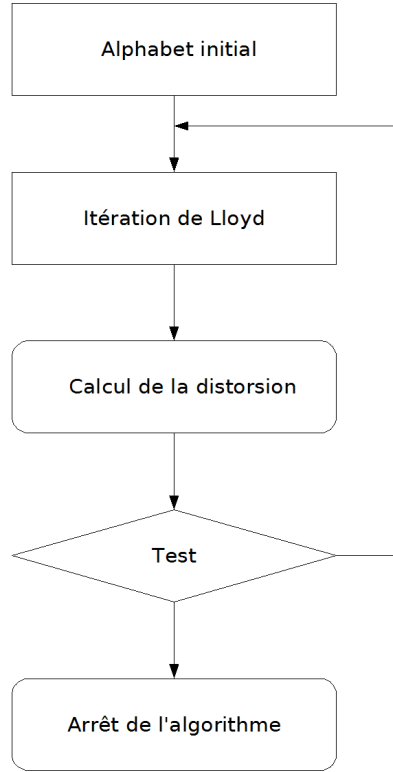 Alphabet initial
Itération de Lloyd
Calcul de la distorsion
Test
Arrêt de l'algorithme